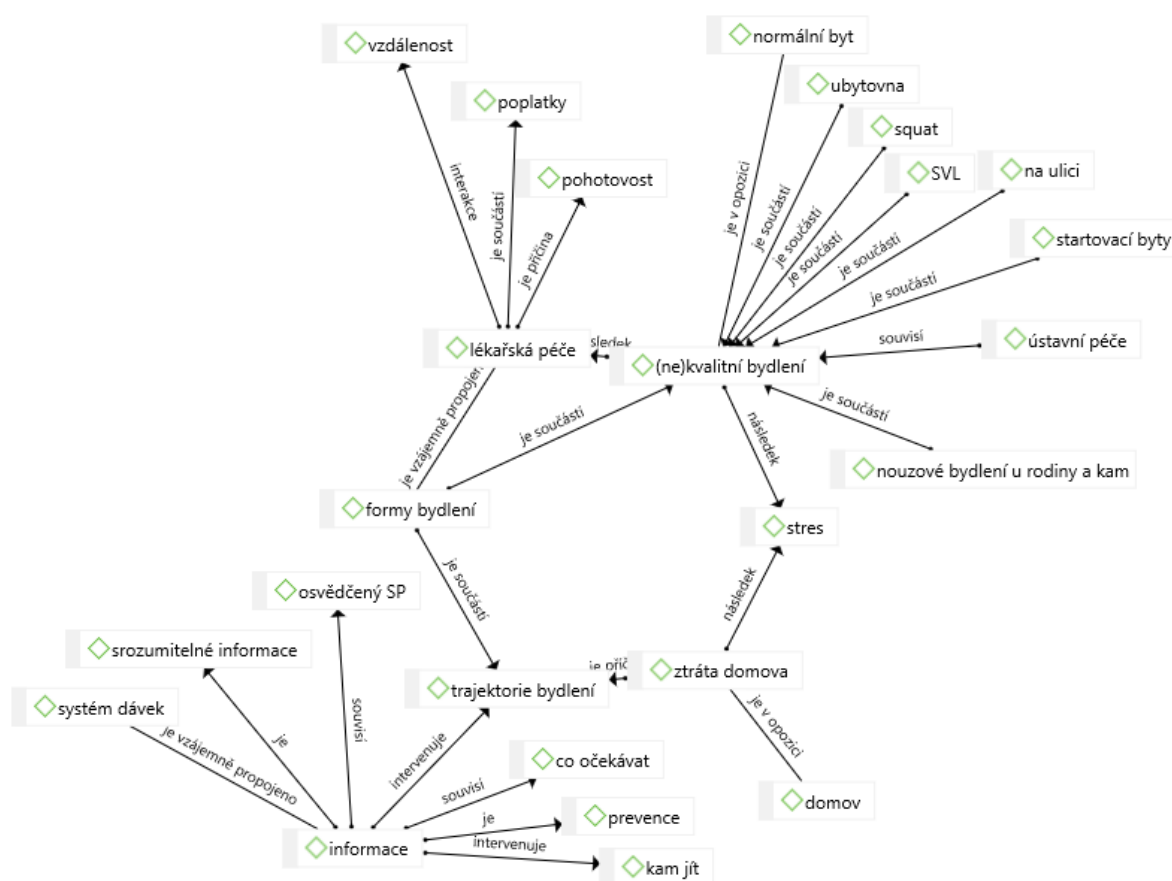 normální byt
vzdálenost
ubytovna
poplatky
squat
SVL
na ulici
pohotovost
interakce
je součástí
je příčina
je v opozici
je součástí
je součástí
je součástí
je součástí
startovací byty
je součástí
ústavní péče
souvisí
lékařská péče
sledek
(ne)kvalitní bydlení
je vzájemně propojen
je součástí
následek
je součástí
nouzové bydlení u rodiny a kam
formy bydlení
stres
je součástí
následek
osvědčený SP
srozumitelné informace
systém dávek
trajektorie bydlení
je příč
ztráta domova
je vzájemně propojeno
je
souvisí
intervenuje
je v opozici
co očekávat
souvisí
domov
prevence
je
informace
intervenuje
kam jít